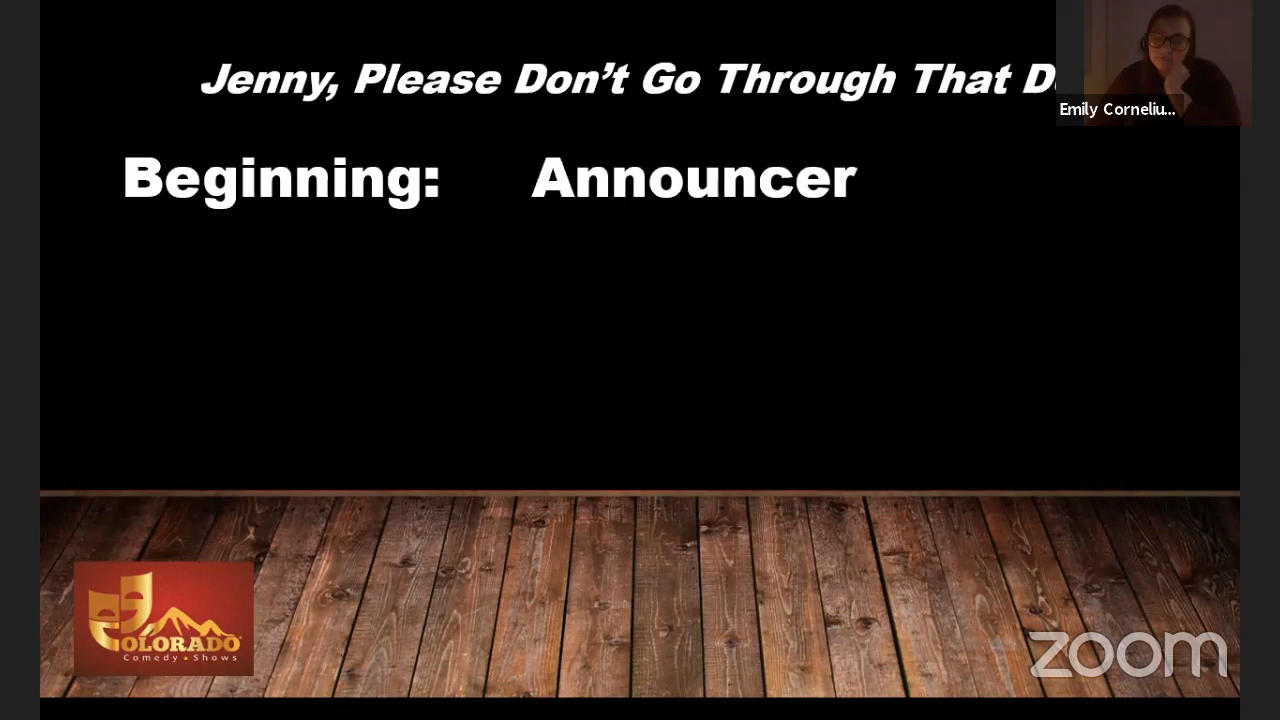 Jenny, Please Don't Go Through That D
Emily Corneliu...
Beginning: Announcer
COLORADO
Comedy • Shows
zoom